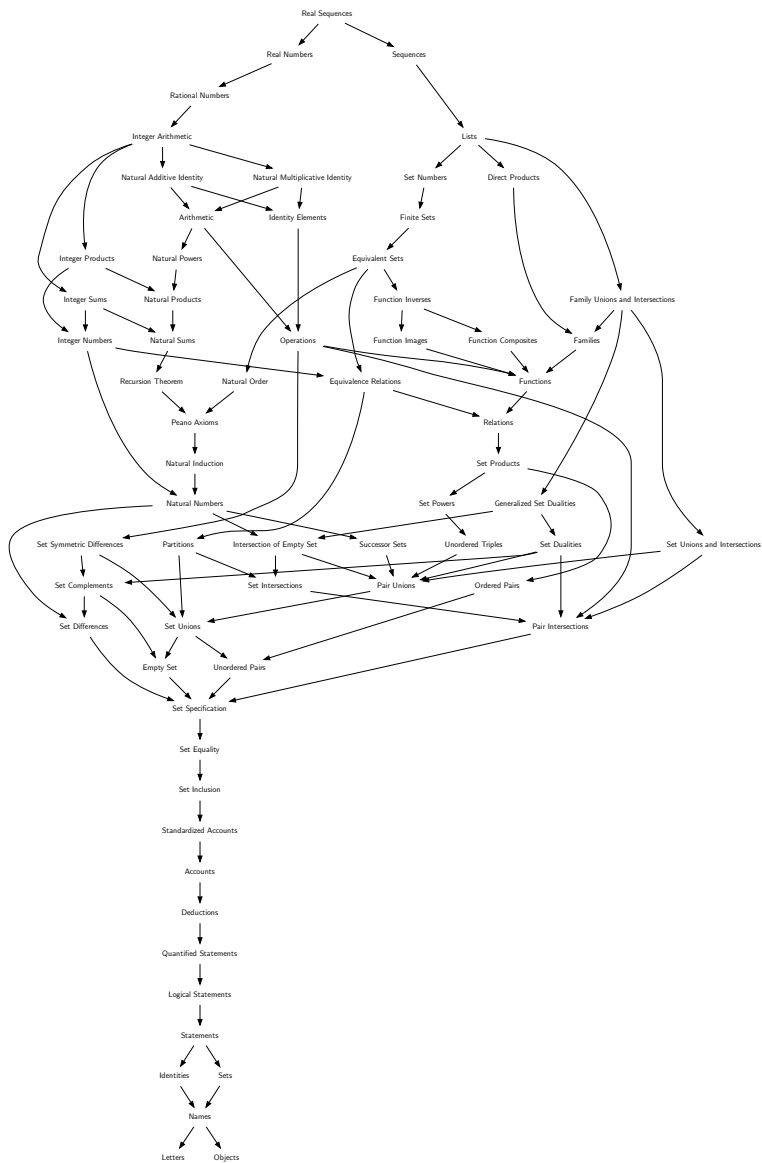 Real Sequences
Real Numbers
Sequences
Rational Numbers
Integer Arithmetic
Lists
Natural Additive Identity
Natural Multiplicative Identity
Set Numbers
Direct Products
Arithmetic
Identity Elements
Finite Sets
Integer Products
Natural Powers
Equivalent Sets
Integer Sums
Natural Products
Function Inverses
Family Unions and Intersections
Integer Numbers
Natural Sums
Operations
Function Images
Function Composites
Families
Recursion Theorem
Natural Order
Equivalence Relations
Functions
Peano Axioms
Relations
Natural Induction
Set Products
Natural Numbers
Set Powers
Generalized Set Dualities
Set Symmetric Differences
Partitions
Intersection of Empty Set
Successor Sets
Unordered Triples
Set Dualities
Set Unions and Intersections
Set Complements
Set Intersections
Pair Unions
Ordered Pairs
Set Differences
Set Unions
Pair Intersections
Empty Set
Unordered Pairs
Set Specification
Set Equality
Set Inclusion
Standardized Accounts
Accounts
Deductions
Quantified Statements
Logical Statements
Statements
Identities
Sets
Names
Letters
Objects